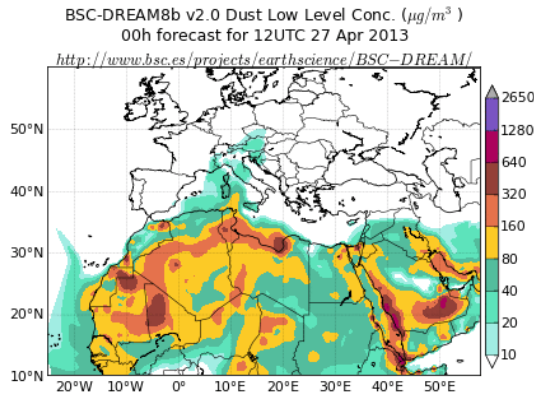 BSC-DREAM8b v2.0 Dust Low Level Conc. (μg/m³ )
00h forecast for 12UTC 27 Apr 2013
http://www.bsc.es/projects/earthscience/BSC−DREAM/
2650
1280
640
320
160
80
40
20
10
50°N
40°N
30°N
20°N
10°N
20°W 10°W 0° 10°E 20°E 30°E 40°E 50°E